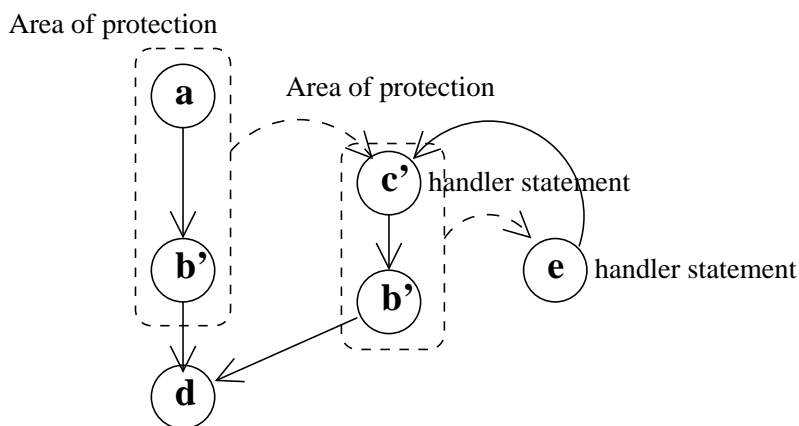 Area of protection
a
Area of protection
c’ handler statement
b’
e handler statement
b’
d